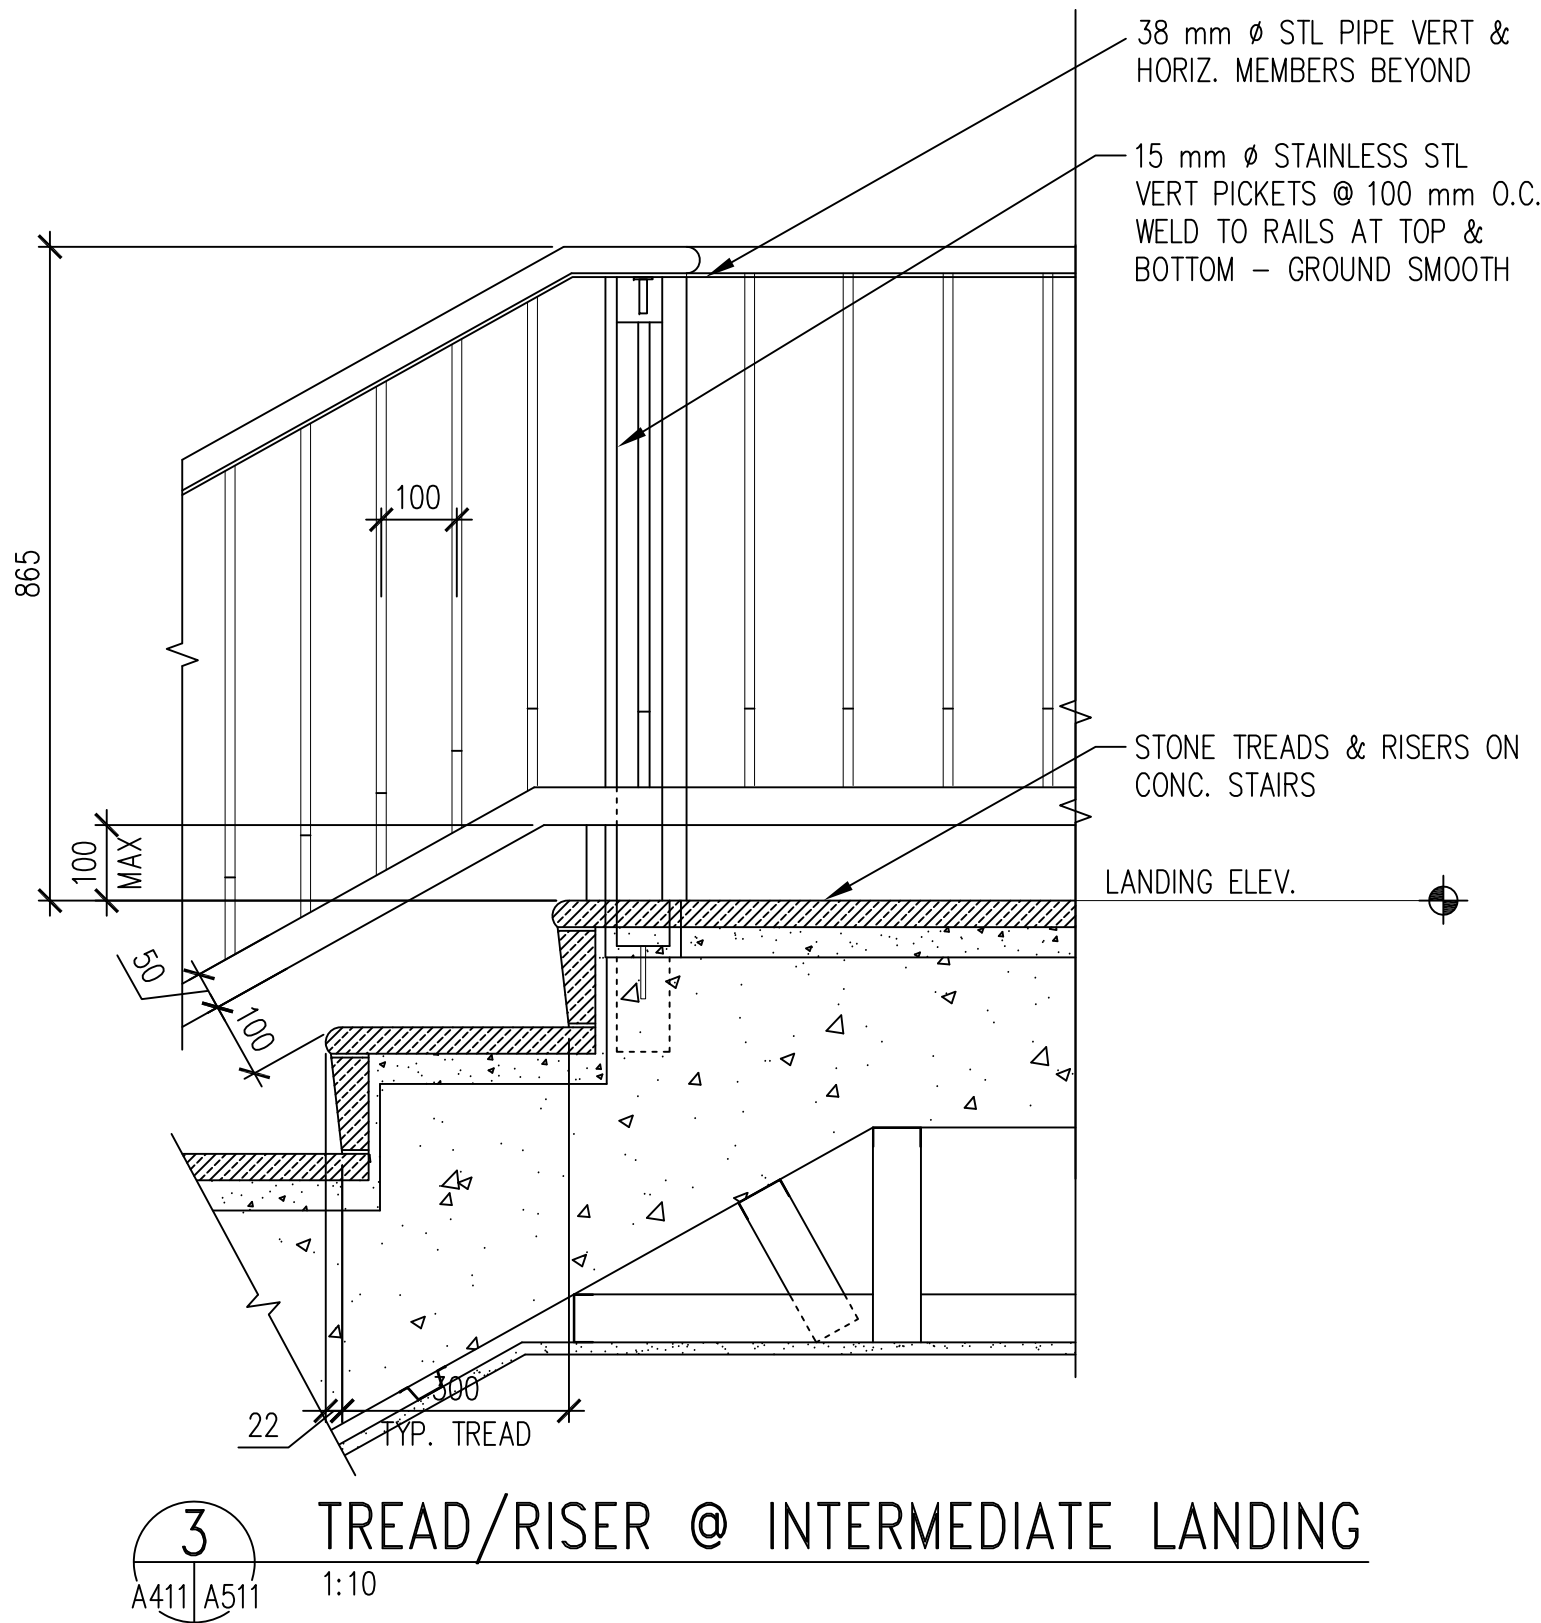 38 mm ø STL PIPE VERT &
HORIZ. MEMBERS BEYOND
15 mm ø STAINLESS STL
VERT PICKETS @ 100 mm O.C.
WELD TO RAILS AT TOP &
BOTTOM – GROUND SMOOTH
100
865
STONE TREADS & RISERS ON
CONC. STAIRS
100
MAX
LANDING ELEV.
50
100
300
22
TYP. TREAD
3
TREAD/RISER @ INTERMEDIATE LANDING
A411 A511
1:10